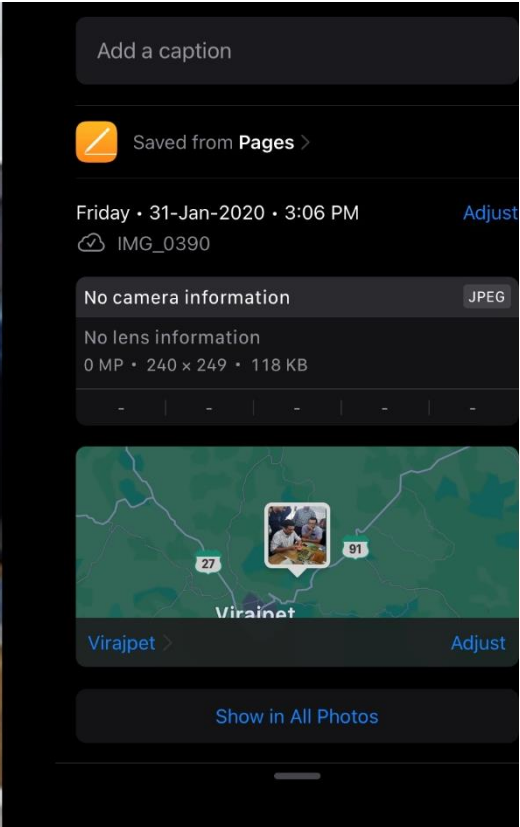 Add a caption
Saved from Pages >
Friday • 31-Jan-2020 • 3:06 PM
Adjust
IMG_0390
No camera information
JPEG
No lens information
0 MP • 240 × 249 • 118 KB
- - - - -
27
91
Virajpet
Virajpet >
Adjust
Show in All Photos